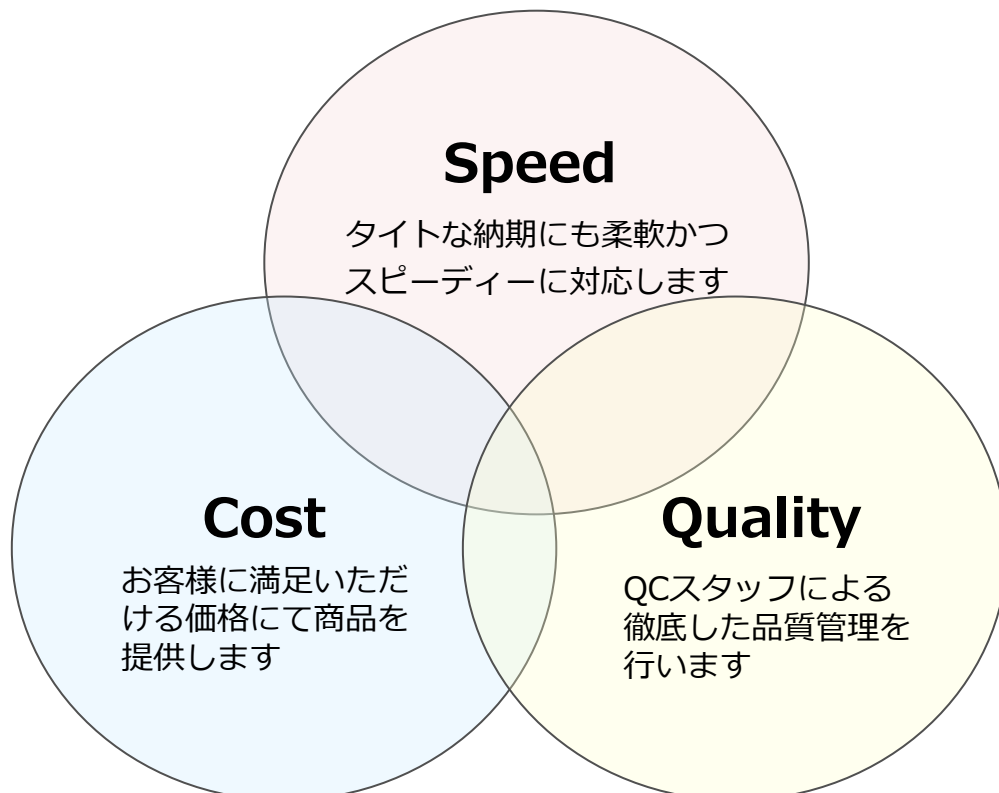 Speed
タイトな納期にも柔軟かつ
スピーディーに対応します
Cost
お客様に満足いただ
ける価格にて商品を
提供します
Quality
QCスタッフによる
徹底した品質管理を
行います